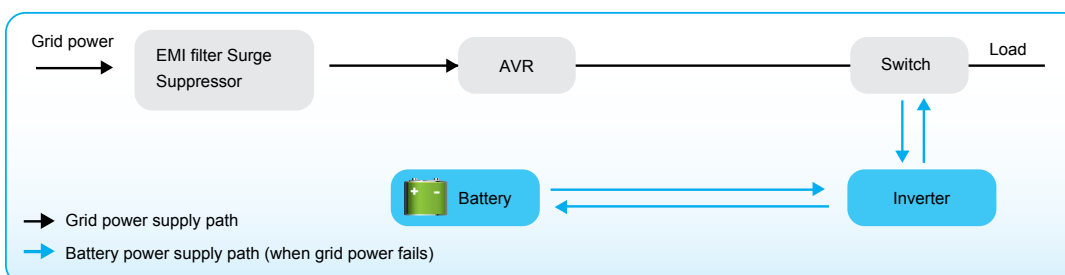 Grid power
EMI filter Surge
Suppressor
AVR
Switch
Load
+ -
Battery
Inverter
Grid power supply path
Battery power supply path (when grid power fails)